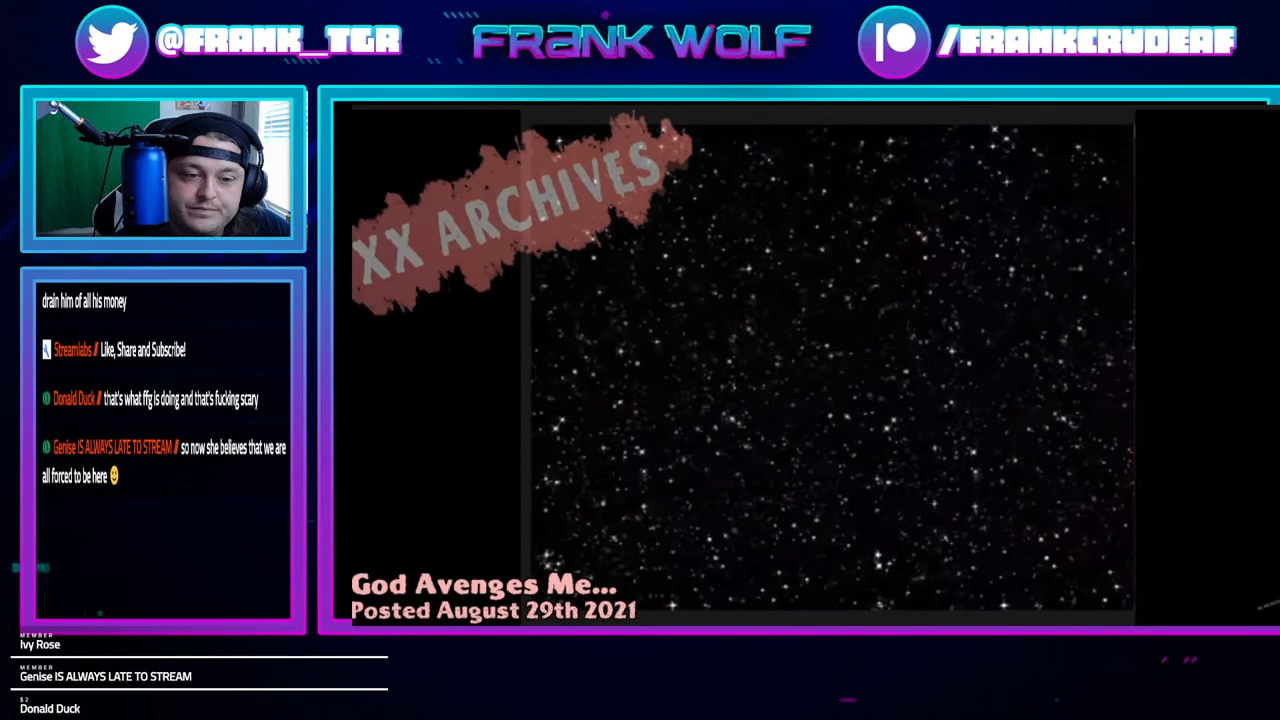 @FRANK_TGR
FRANK WOLF
/FRANKCRUDEAF
XX ARCHIVES
drain him of all his money
Streamlabs // Like, Share and Subscribe!
Donald Duck // that's what ffg is doing and that's fucking scary
Genise IS ALWAYS LATE TO STREAM // so now she believes that we are
all forced to be here 🙂
God Avenges Me...
Posted August 29th 2021
MEMBER
Ivy Rose
MEMBER
Genise IS ALWAYS LATE TO STREAM
$2
Donald Duck